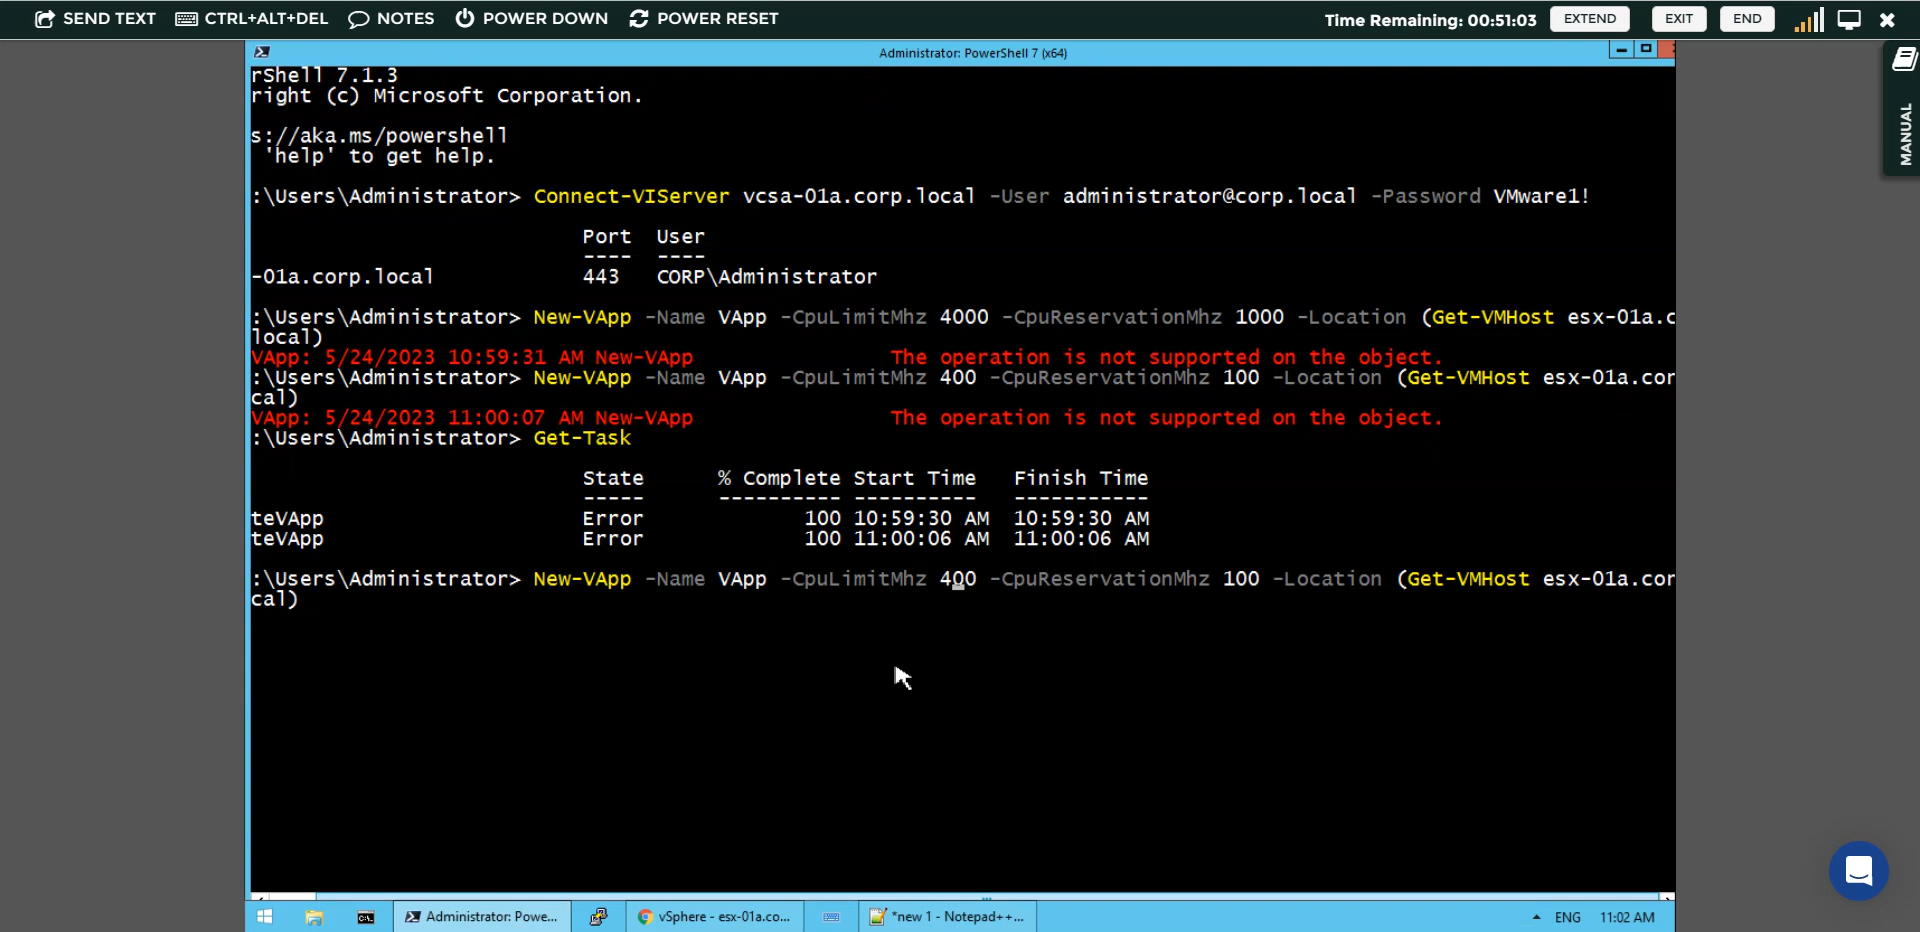 SEND TEXT CTRL+ALT+DEL NOTES POWER DOWN POWER RESET Time Remaining: 00:51:03 EXTEND EXIT END
Administrator: PowerShell 7 (x64)
MANUAL
rShell 7.1.3
right (c) Microsoft Corporation.
s://aka.ms/powershell
'help' to get help.
:\Users\Administrator> Connect-VIServer vcsa-01a.corp.local -User administrator@corp.local -Password VMware1!
Port User
---- ----
-01a.corp.local 443 CORP\Administrator
:\Users\Administrator> New-VApp -Name VApp -CpuLimitMhz 4000 -CpuReservationMhz 1000 -Location (Get-VMHost esx-01a.c
local)
VApp: 5/24/2023 10:59:31 AM New-VApp The operation is not supported on the object.
:\Users\Administrator> New-VApp -Name VApp -CpuLimitMhz 400 -CpuReservationMhz 100 -Location (Get-VMHost esx-01a.cor
cal)
VApp: 5/24/2023 11:00:07 AM New-VApp The operation is not supported on the object.
:\Users\Administrator> Get-Task
State % Complete Start Time Finish Time
----- ---------- ---------- -----------
teVApp Error 100 10:59:30 AM 10:59:30 AM
teVApp Error 100 11:00:06 AM 11:00:06 AM
:\Users\Administrator> New-VApp -Name VApp -CpuLimitMhz 400 -CpuReservationMhz 100 -Location (Get-VMHost esx-01a.cor
cal)
Administrator: Powe... vSphere - esx-01a.co... *new 1 - Notepad++... ENG 11:02 AM